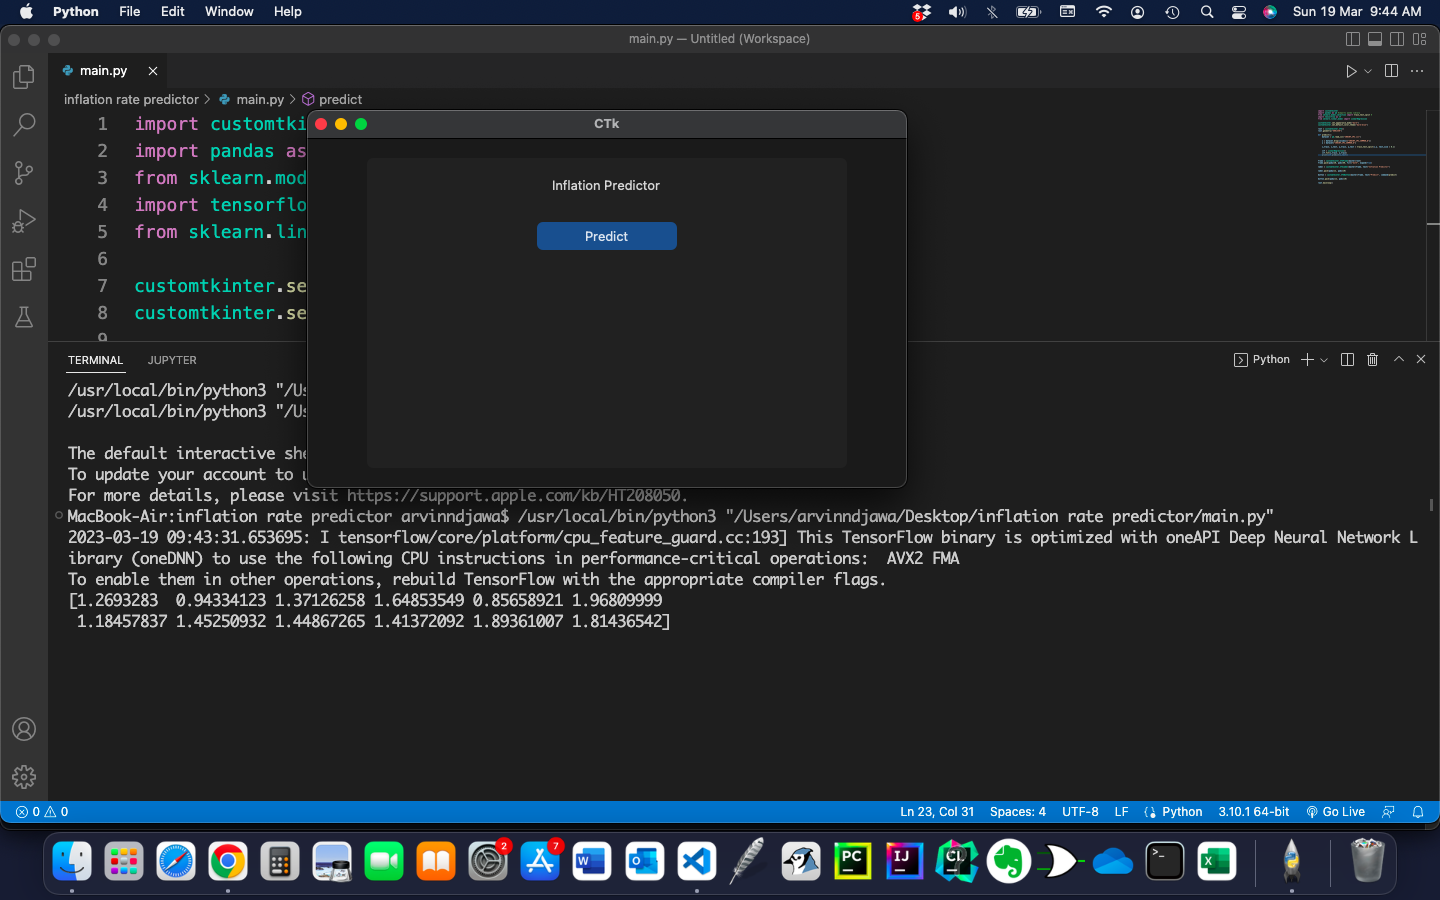 Python File Edit Window Help
5
Sun 19 Mar 9:44 AM
main.py — Untitled (Workspace)
main.py
inflation rate predictor > main.py > predict
1 import customtki
2 import pandas as
3 from sklearn.mod
4 import tensorflo
5 from sklearn.lin
6
7 customtkinter.se
8 customtkinter.se
9
CTk
Inflation Predictor
Predict
TERMINAL JUPYTER
Python
/usr/local/bin/python3 "/Us
/usr/local/bin/python3 "/Us
The default interactive she
To update your account to u
For more details, please visit https://support.apple.com/kb/HT208050.
MacBook-Air:inflation rate predictor arvinndjawa$ /usr/local/bin/python3 "/Users/arvinndjawa/Desktop/inflation rate predictor/main.py"
2023-03-19 09:43:31.653695: I tensorflow/core/platform/cpu_feature_guard.cc:193] This TensorFlow binary is optimized with oneAPI Deep Neural Network L
ibrary (oneDNN) to use the following CPU instructions in performance-critical operations:  AVX2 FMA
To enable them in other operations, rebuild TensorFlow with the appropriate compiler flags.
[1.2693283  0.94334123 1.37126258 1.64853549 0.85658921 1.96809999
1.18457837 1.45250932 1.44867265 1.41372092 1.89361007 1.81436542]
0 0
Ln 23, Col 31 Spaces: 4 UTF-8 LF Python 3.10.1 64-bit Go Live
2 7
W O PC IJ CL >_ X